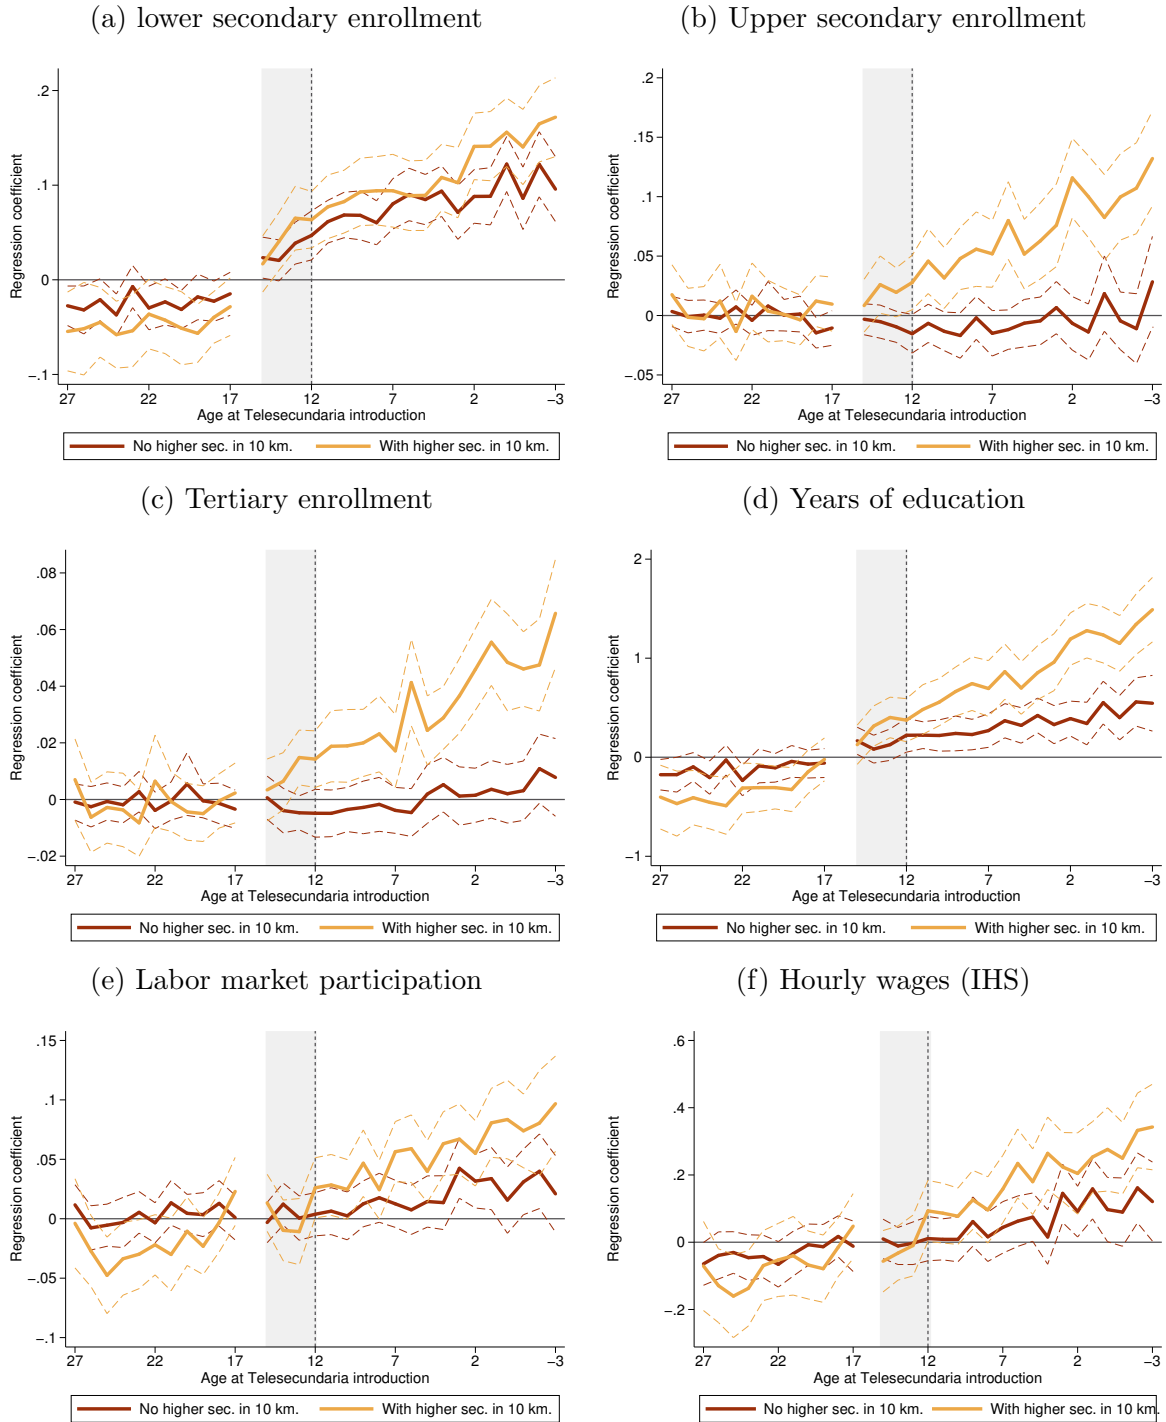 (a) lower secondary enrollment
(b) Upper secondary enrollment
.2
.1
0
-.1
Regression coefficient
27 22 17 12 7 2 -3
Age at Telesecundaria introduction
No higher sec. in 10 km. With higher sec. in 10 km.
.2
.15
.1
.05
0
-.05
Regression coefficient
27 22 17 12 7 2 -3
Age at Telesecundaria introduction
No higher sec. in 10 km. With higher sec. in 10 km.
(c) Tertiary enrollment
(d) Years of education
.08
.06
.04
.02
0
-.02
Regression coefficient
27 22 17 12 7 2 -3
Age at Telesecundaria introduction
No higher sec. in 10 km. With higher sec. in 10 km.
2
1
0
-1
Regression coefficient
27 22 17 12 7 2 -3
Age at Telesecundaria introduction
No higher sec. in 10 km. With higher sec. in 10 km.
(e) Labor market participation
(f) Hourly wages (IHS)
.15
.1
.05
0
-.05
-.1
Regression coefficient
27 22 17 12 7 2 -3
Age at Telesecundaria introduction
No higher sec. in 10 km. With higher sec. in 10 km.
.6
.4
.2
0
-.2
Regression coefficient
27 22 17 12 7 2 -3
Age at Telesecundaria introduction
No higher sec. in 10 km. With higher sec. in 10 km.